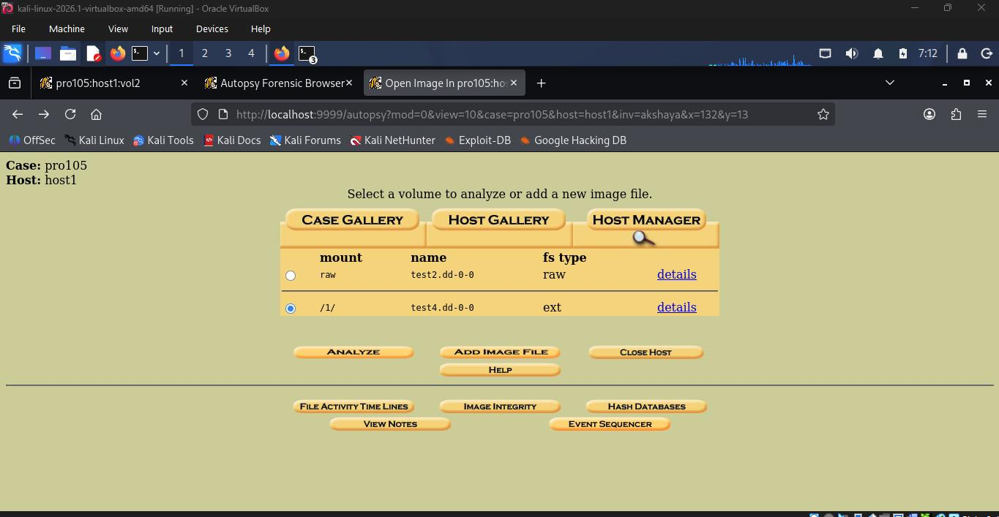 kali-linux-2026.1-virtualbox-amd64 [Running] - Oracle VirtualBox
File Machine View Input Devices Help
1 2 3 4 3 7:12
pro105:host1:vol2 Autopsy Forensic Browser Open Image In pro105:hos
http://localhost:9999/autopsy?mod=0&view=10&case=pro105&host=host1&inv=akshaya&x=132&y=13
OffSec Kali Linux Kali Tools Kali Docs Kali Forums Kali NetHunter Exploit-DB Google Hacking DB
Case: pro105
Host: host1
Select a volume to analyze or add a new image file.
CASE GALLERY HOST GALLERY HOST MANAGER
mount name fs type
raw test2.dd-0-0 raw details
/1/ test4.dd-0-0 ext details
ANALYZE ADD IMAGE FILE CLOSE HOST
HELP
FILE ACTIVITY TIME LINES IMAGE INTEGRITY HASH DATABASES
VIEW NOTES EVENT SEQUENCER